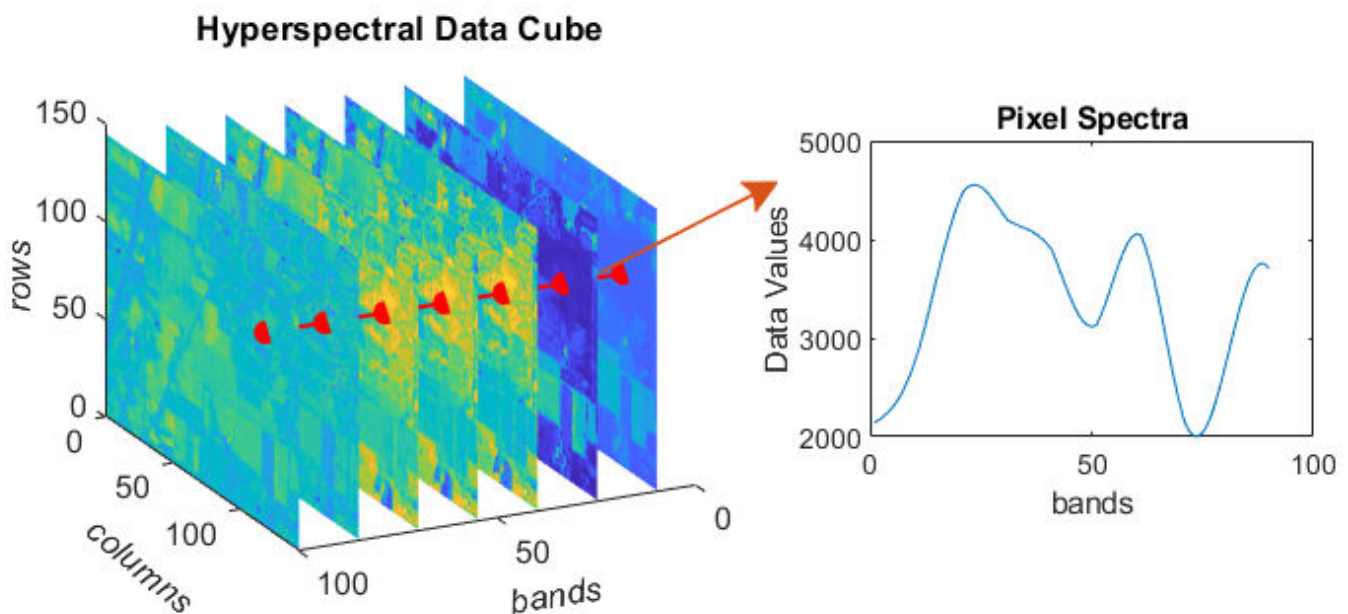 Hyperspectral Data Cube
150
100
50
0
rows
0
50
100
columns
100
50
0
bands
Pixel Spectra
5000
4000
3000
2000
Data Values
0
50
100
bands